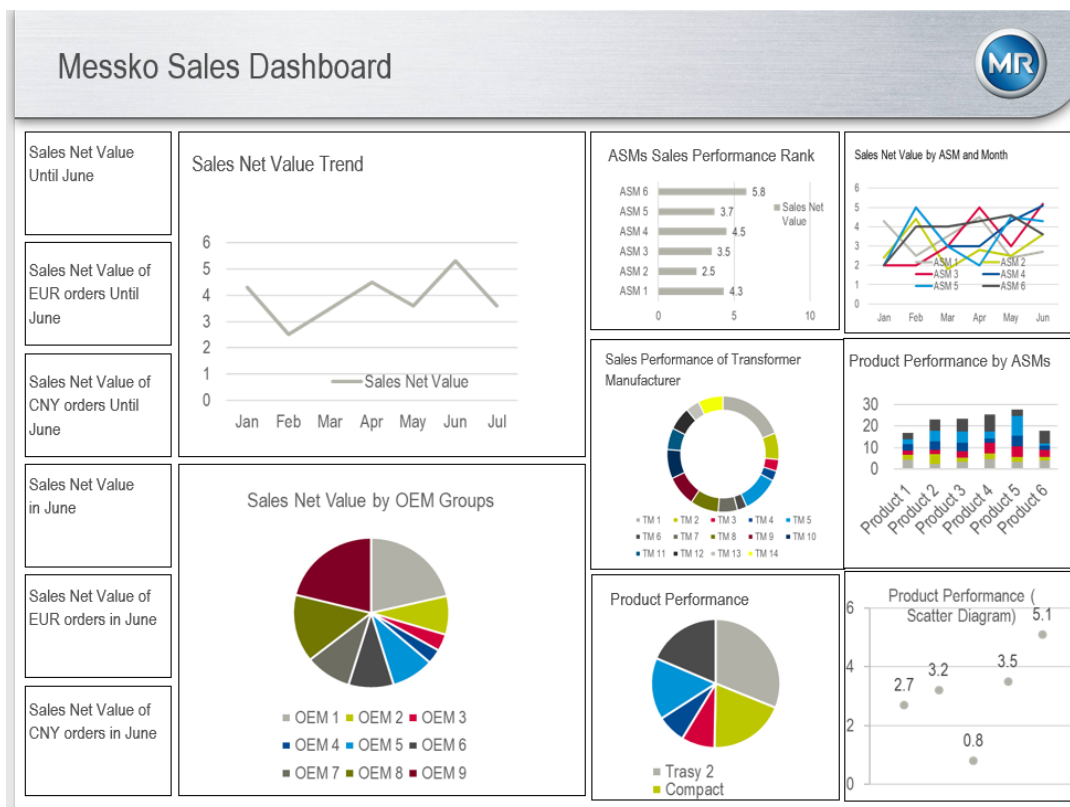 Messko Sales Dashboard
MR
Sales Net Value
Until June
Sales Net Value of
EUR orders Until
June
Sales Net Value of
CNY orders Until
June
Sales Net Value
in June
Sales Net Value of
EUR orders in June
Sales Net Value of
CNY orders in June
Sales Net Value Trend
6
5
4
3
2
1
0
Sales Net Value
Jan Feb Mar Apr May Jun Jul
Sales Net Value by OEM Groups
OEM 1 OEM 2 OEM 3
OEM 4 OEM 5 OEM 6
OEM 7 OEM 8 OEM 9
ASMs Sales Performance Rank
ASM 6 5.8
ASM 5 3.7
ASM 4 4.5
ASM 3 3.5
ASM 2 2.5
ASM 1 4.3
Sales Net
Value
0 5 10
Sales Net Value by ASM and Month
6
5
4
3
2
1
0
ASM 1 ASM 2
ASM 3 ASM 4
ASM 5 ASM 6
Jan Feb Mar Apr May Jun
Sales Performance of Transformer
Manufacturer
TM 1 TM 2 TM 3 TM 4 TM 5
TM 6 TM 7 TM 8 TM 9 TM 10
TM 11 TM 12 TM 13 TM 14
Product Performance by ASMs
30
20
10
0
Product 1
Product 2
Product 3
Product 4
Product 5
Product 6
Product Performance
Trasy 2
Compact
Product Performance (
Scatter Diagram)
6
4
2
0
2.7
3.2
0.8
3.5
5.1